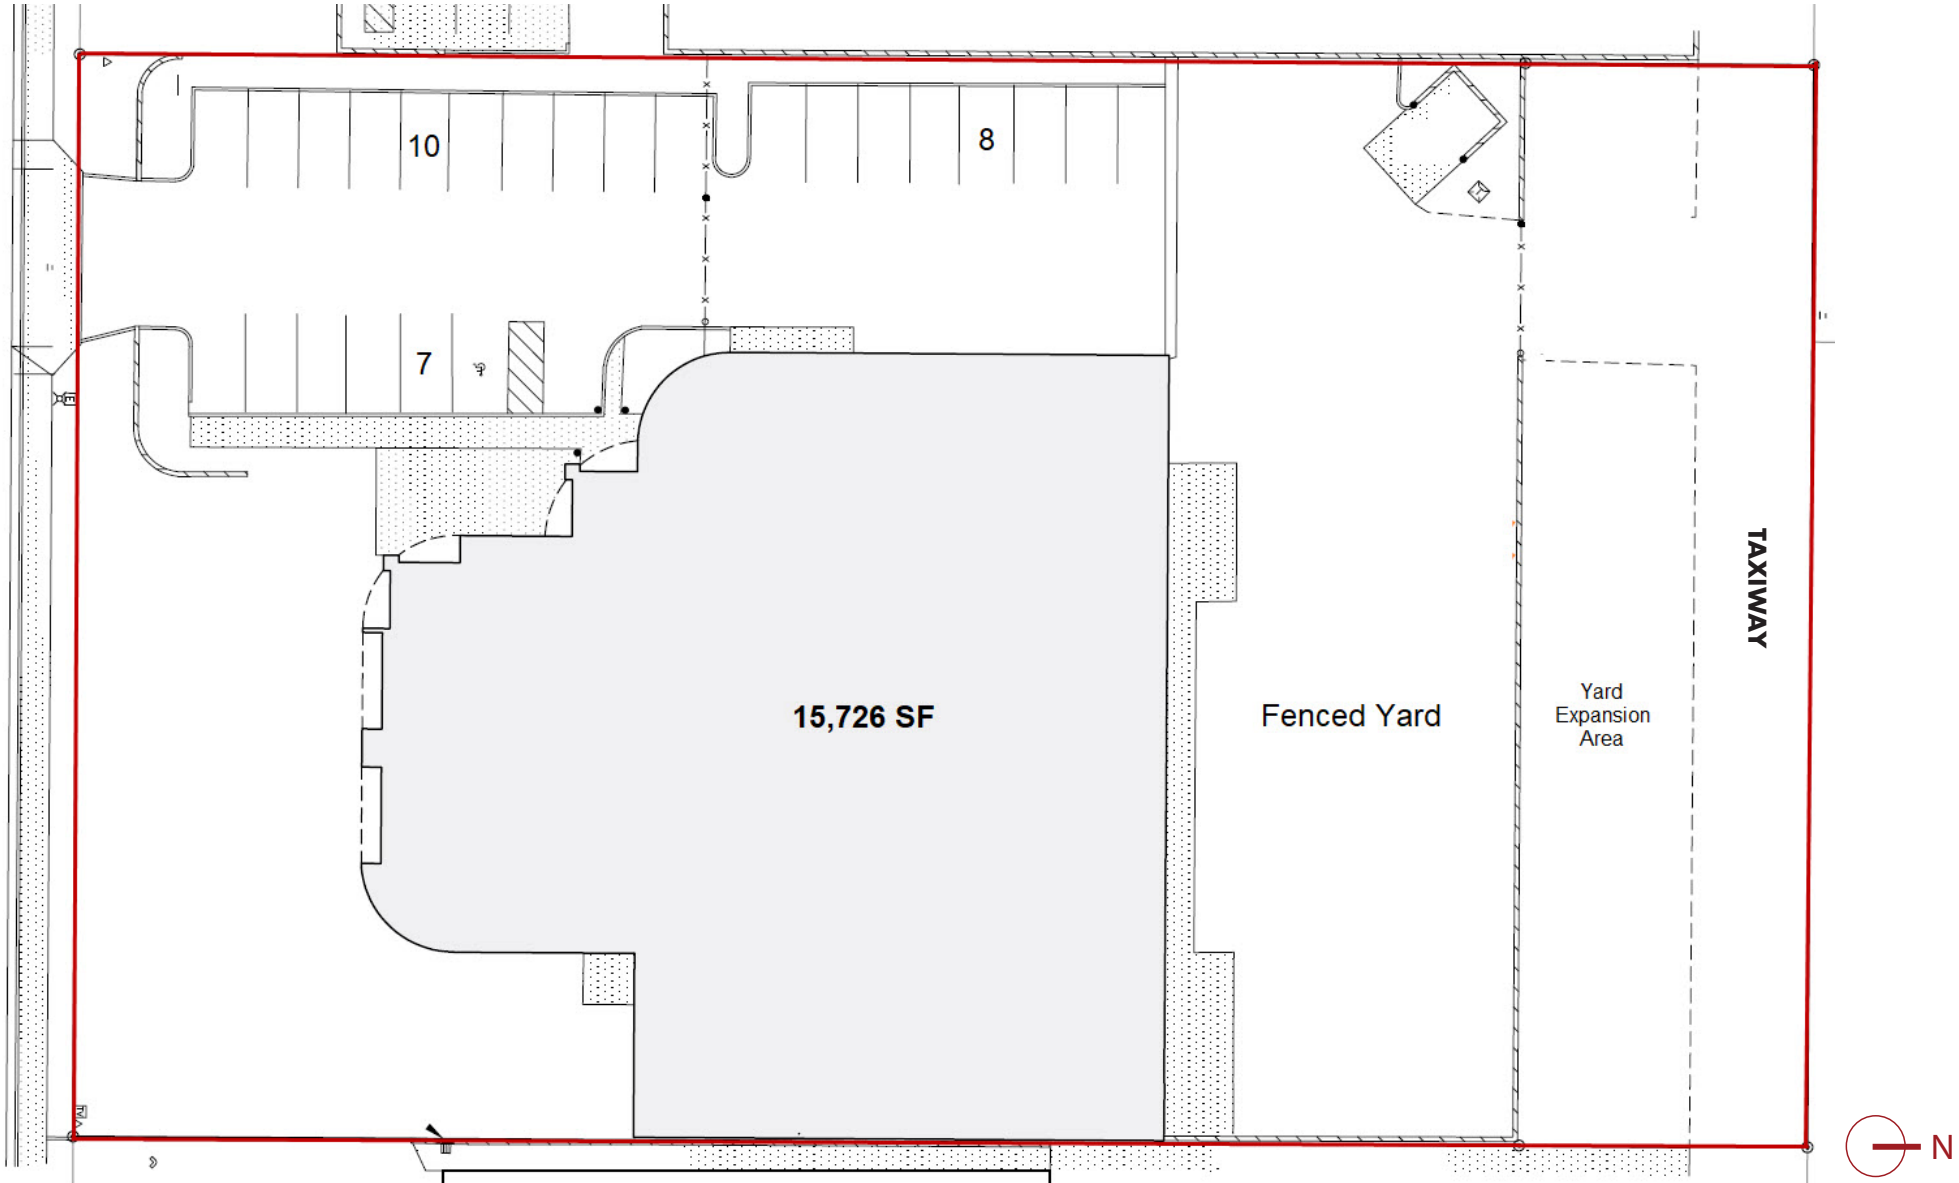 10
8
7
15,726 SF
Fenced Yard
Yard
Expansion
Area
TAXIWAY
N